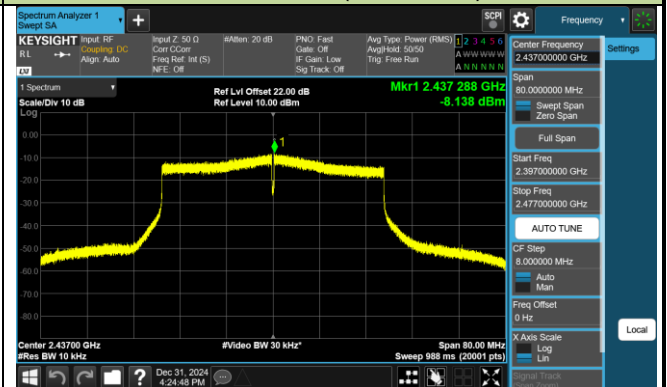 Spectrum Analyzer 1
Swept SA
SCPI
Frequency
KEYSIGHT
RL
LXI
Input: RF
Coupling: DC
Align: Auto
Input Z: 50 Ω
Corr CCorr
Freq Ref: Int (S)
NFE: Off
#Atten: 20 dB
PNO: Fast
Gate: Off
IF Gain: Low
Sig Track: Off
Avg Type: Power (RMS)
Avg|Hold: 50/50
Trig: Free Run
1 2 3 4 5 6
A W W W W W
A N N N N N
Center Frequency
2.437000000 GHz
Settings
Span
80.0000000 MHz
Swept Span
Zero Span
Full Span
Start Freq
2.397000000 GHz
Stop Freq
2.477000000 GHz
AUTO TUNE
CF Step
8.000000 MHz
Auto
Man
Freq Offset
0 Hz
X Axis Scale
Log
Lin
Signal Track
(Span Zoom)
Local
1 Spectrum
Scale/Div 10 dB
Log
Ref Lvl Offset 22.00 dB
Ref Level 10.00 dBm
Mkr1 2.437 288 GHz
-8.138 dBm
1
0.00
-10.0
-20.0
-30.0
-40.0
-50.0
-60.0
-70.0
-80.0
Center 2.43700 GHz
#Res BW 10 kHz
#Video BW 30 kHz*
Span 80.00 MHz
Sweep 988 ms (20001 pts)
?
Dec 31, 2024
4:24:48 PM